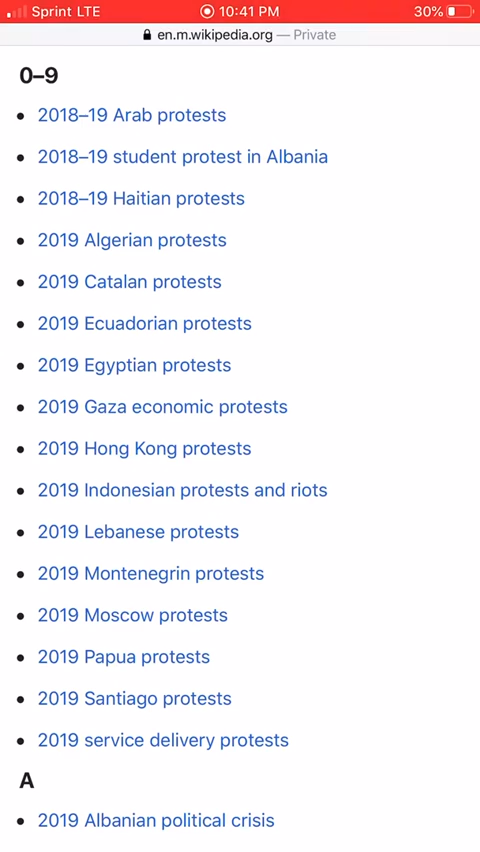 Sprint LTE 10:41 PM 30%
en.m.wikipedia.org — Private
0–9
2018–19 Arab protests
2018–19 student protest in Albania
2018–19 Haitian protests
2019 Algerian protests
2019 Catalan protests
2019 Ecuadorian protests
2019 Egyptian protests
2019 Gaza economic protests
2019 Hong Kong protests
2019 Indonesian protests and riots
2019 Lebanese protests
2019 Montenegrin protests
2019 Moscow protests
2019 Papua protests
2019 Santiago protests
2019 service delivery protests
A
2019 Albanian political crisis